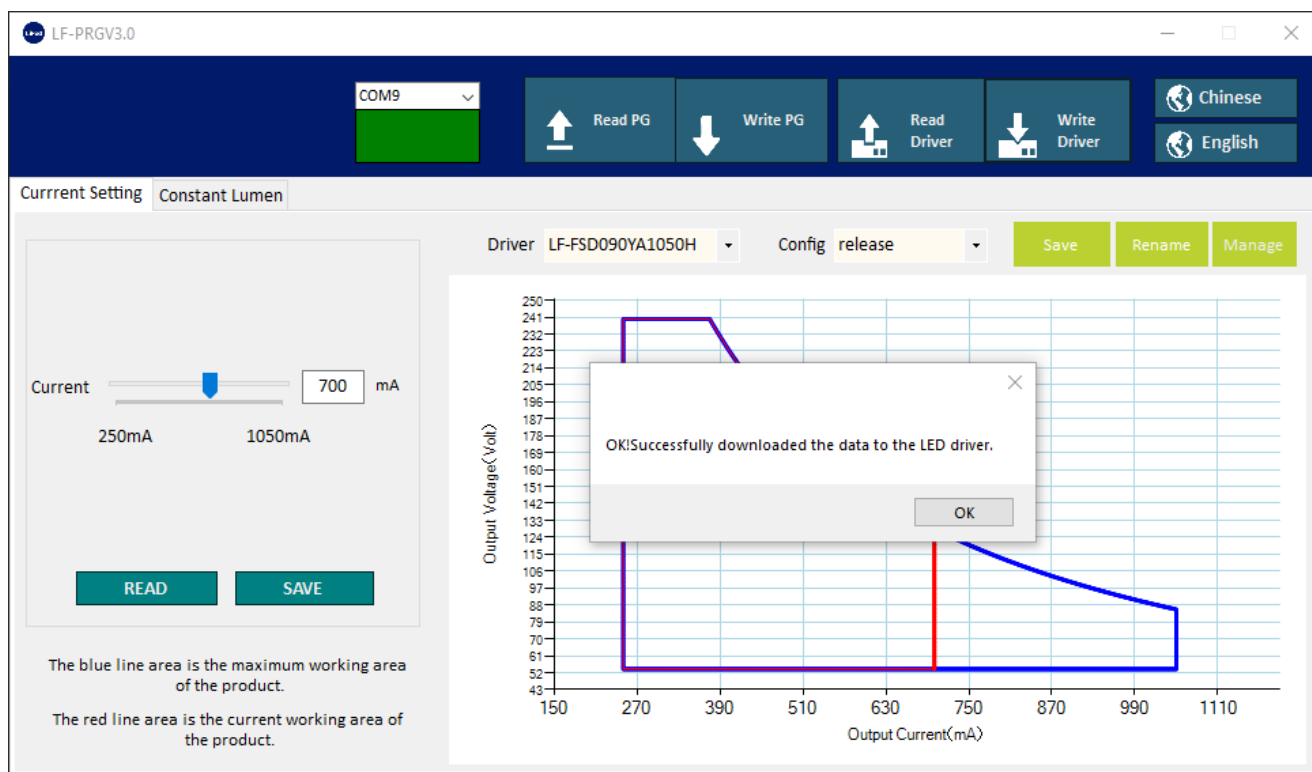 LF-PRGV3.0
COM9
Read PG
Write PG
Read
Driver
Write
Driver
Chinese
English
Currrent Setting
Constant Lumen
Driver LF-FSD090YA1050H
Config release
Save
Rename
Manage
Current
700 mA
250mA
1050mA
READ
SAVE
The blue line area is the maximum working area
of the product.
The red line area is the current working area of
the product.
Output Voltage(Volt)
250
241
232
223
214
205
196
187
178
169
160
151
142
133
124
115
106
97
88
79
70
61
52
43
150 270 390 510 630 750 870 990 1110
Output Current(mA)
OK!Successfully downloaded the data to the LED driver.
OK